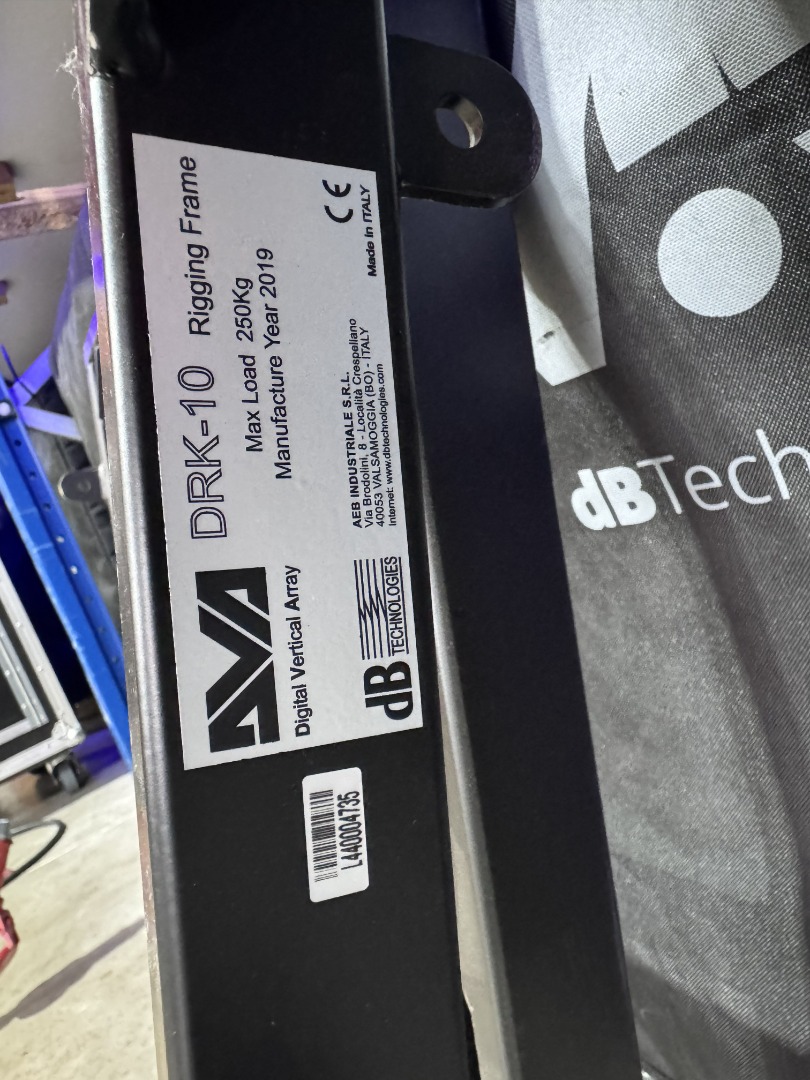 DVA
Digital Vertical Array
DRK-10 Rigging Frame
Max Load 250Kg
Manufacture Year 2019
dB
TECHNOLOGIES
AEB INDUSTRIALE S.R.L.
Via Brodolini, 8 - Località Crespellano
40053 VALSAMOGGIA (BO) - ITALY
Internet: www.dbtechnologies.com
CE
Made in ITALY
L440004735
dBTech